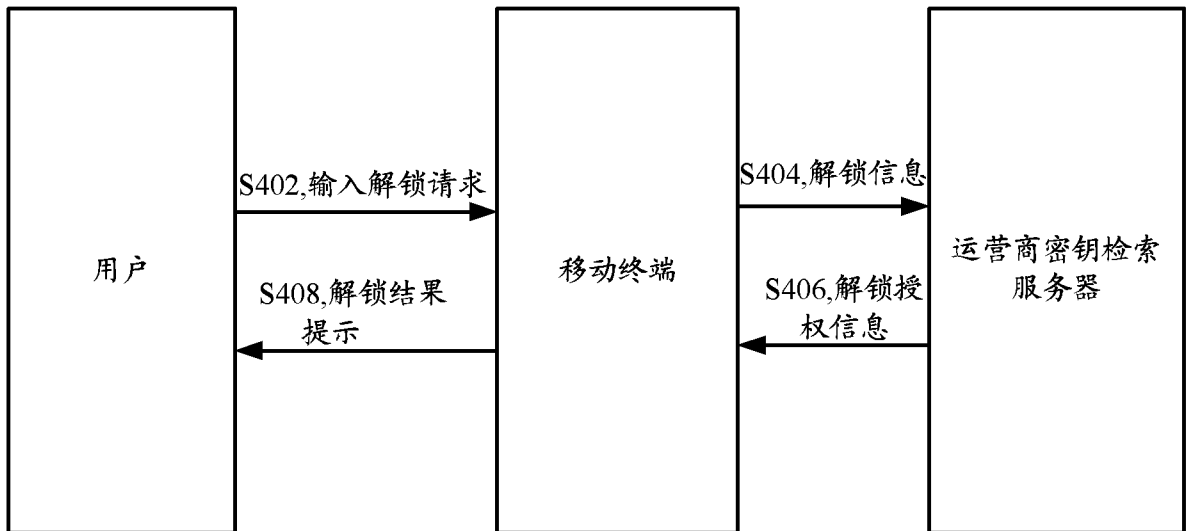 S402,输入解锁请求
S404,解锁信息
用户
移动终端
运营商密钥检索
服务器
S408,解锁结果
提示
S406,解锁授
权信息